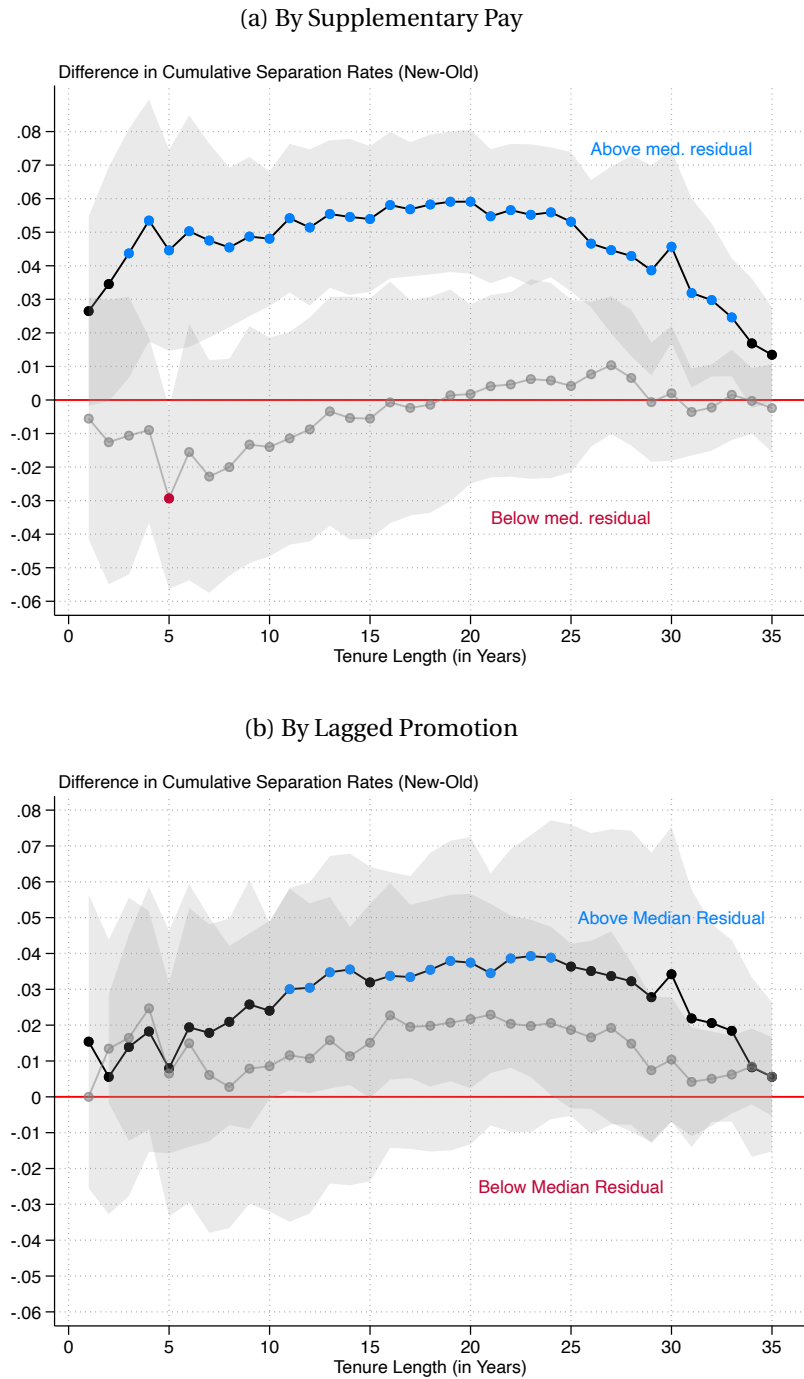 (a) By Supplementary Pay
Difference in Cumulative Separation Rates (New-Old)
.08
.07
.06
.05
.04
.03
.02
.01
0
-.01
-.02
-.03
-.04
-.05
-.06
Above med. residual
Below med. residual
0 5 10 15 20 25 30 35
Tenure Length (in Years)
(b) By Lagged Promotion
Difference in Cumulative Separation Rates (New-Old)
.08
.07
.06
.05
.04
.03
.02
.01
0
-.01
-.02
-.03
-.04
-.05
-.06
Above Median Residual
Below Median Residual
0 5 10 15 20 25 30 35
Tenure Length (in Years)